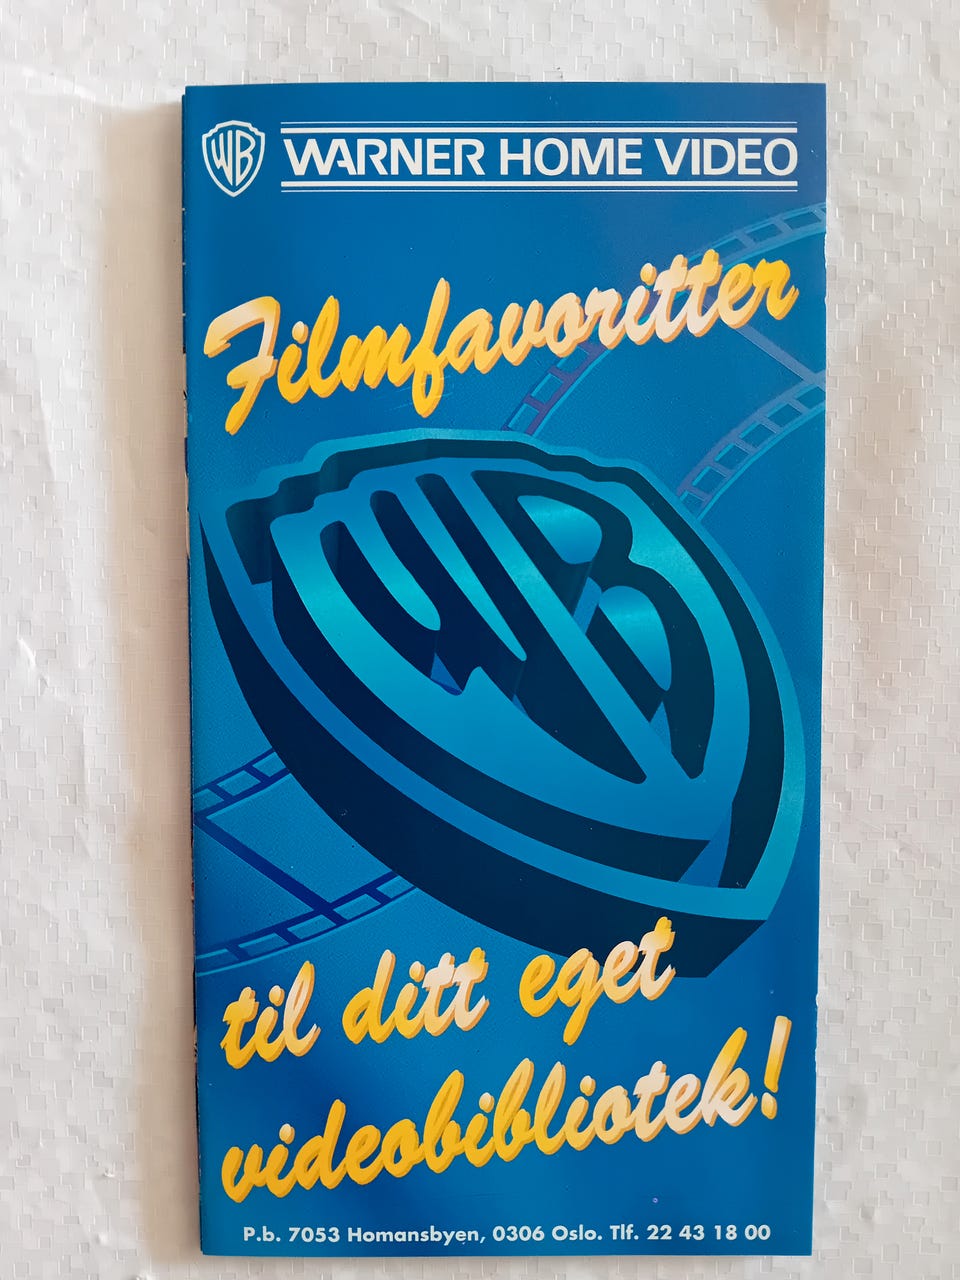 WB WARNER HOME VIDEO
Filmfavoritter
WB
til ditt eget
videobibliotek!
P.b. 7053 Homansbyen, 0306 Oslo. Tlf. 22 43 18 00